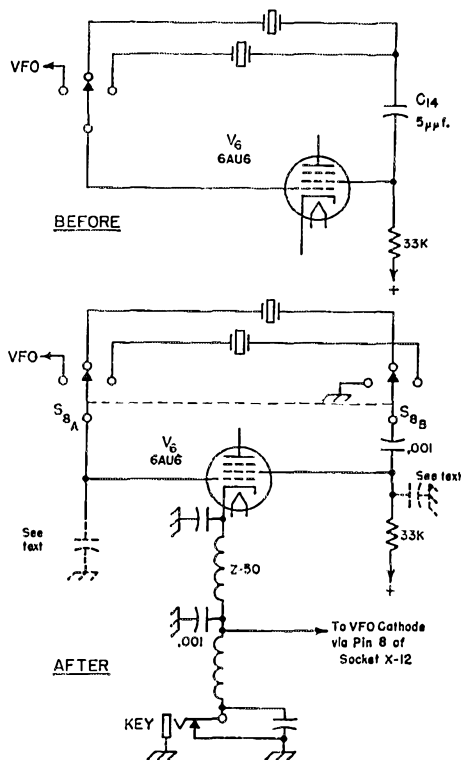 VFO
C14
5μμf.
V6
6AU6
BEFORE
33K
+
VFO
S8A
S8B
.001
V6
6AU6
See text
See
text
33K
Z-50
+
.001
To VFO Cathode
via Pin 8 of
Socket X-12
AFTER
KEY